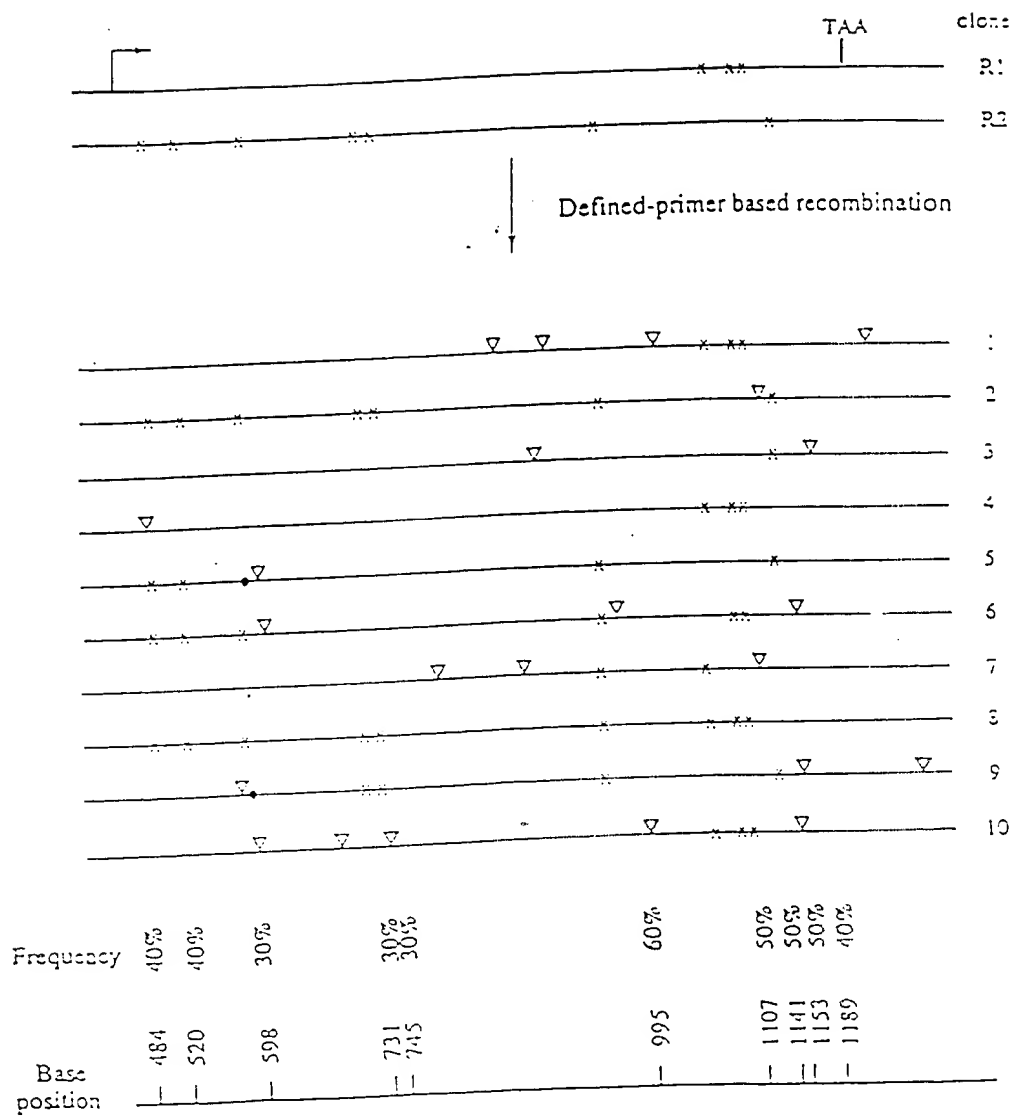 TAA clone
R1
R2
Defined-primer based recombination
1
2
3
4
5
6
7
8
9
10
Frequency 40% 40% 30% 30% 30% 60% 50% 50% 50% 40%
484 520 598 731 745 995 1107 1141 1153 1189
Base
position